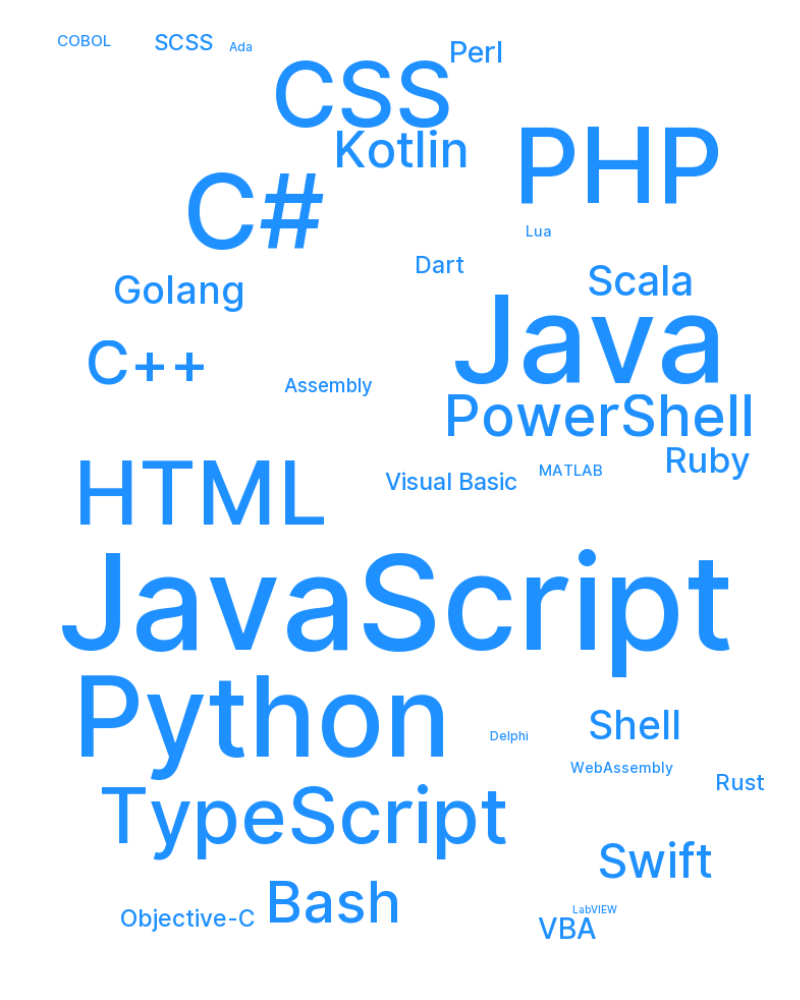 COBOL
SCSS
Ada
Perl
CSS
Kotlin
PHP
C#
Lua
Dart
Scala
Golang
Java
C++
Assembly
PowerShell
Ruby
HTML
Visual Basic
MATLAB
JavaScript
Python
Shell
Delphi
WebAssembly
Rust
TypeScript
Swift
Bash
Objective-C
LabVIEW
VBA